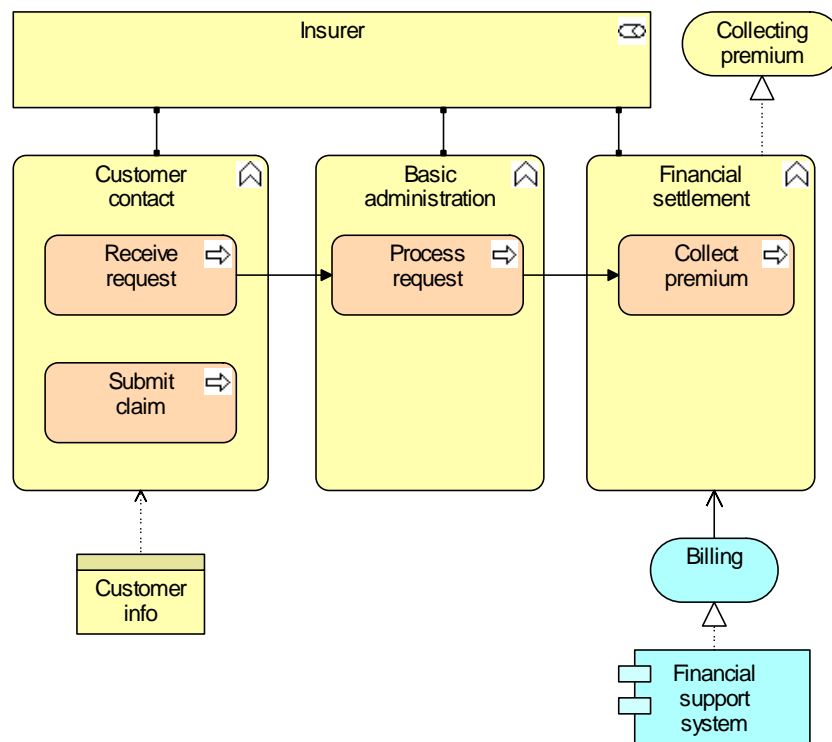 Insurer
Collecting
premium
Customer
contact
Basic
administration
Financial
settlement
Receive
request
Process
request
Collect
premium
Submit
claim
Billing
Customer
info
Financial
support
system